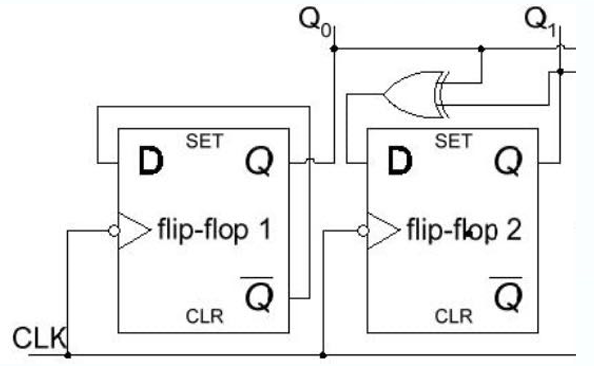 Q0 Q1
SET SET
D Q D Q
flip-flop 1 flip-flop 2
Q̅ Q̅
CLR CLR
CLK